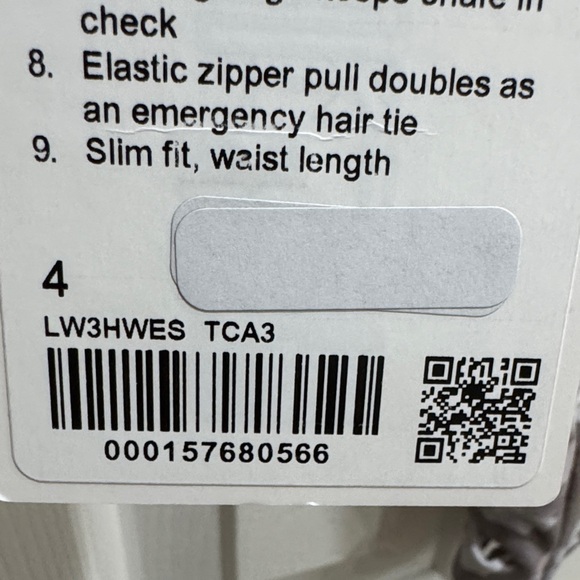 in
check
8. Elastic zipper pull doubles as
an emergency hair tie
9. Slim fit, waist length
4
LW3HWES TCA3
000157680566